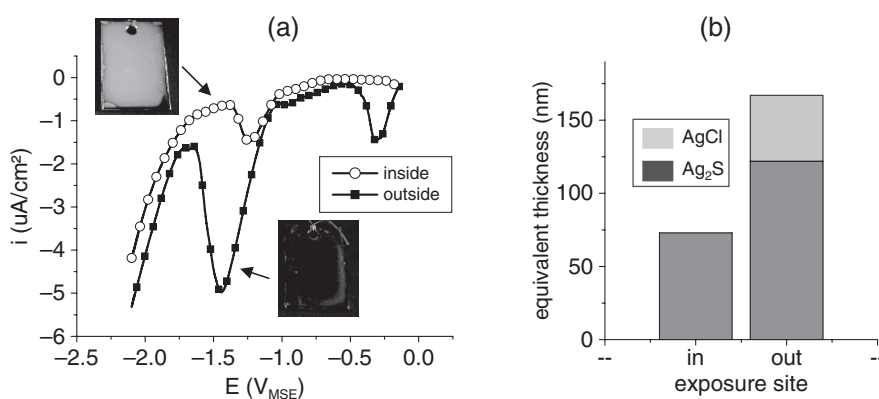 (a)
0
–1
–2
–3
–4
–5
–6
i (uA/cm²)
–2.5 –2.0 –1.5 –1.0 –0.5 0.0
E (V_MSE)
inside
outside
(b)
150
100
50
0
equivalent thickness (nm)
AgCl
Ag₂S
-- in out --
exposure site